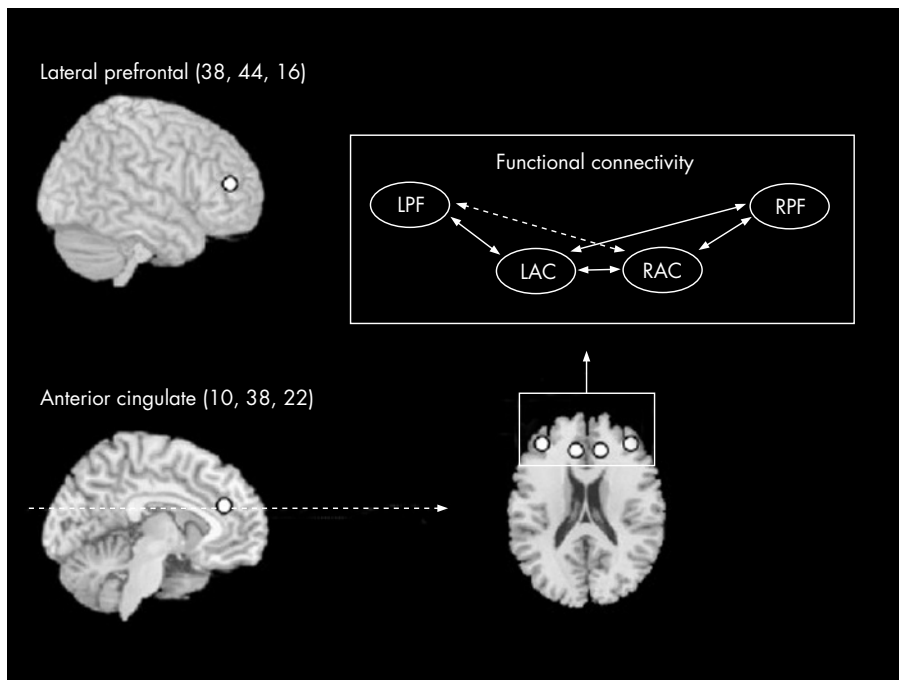 Lateral prefrontal (38, 44, 16)
Functional connectivity
LPF
RPF
LAC
RAC
Anterior cingulate (10, 38, 22)